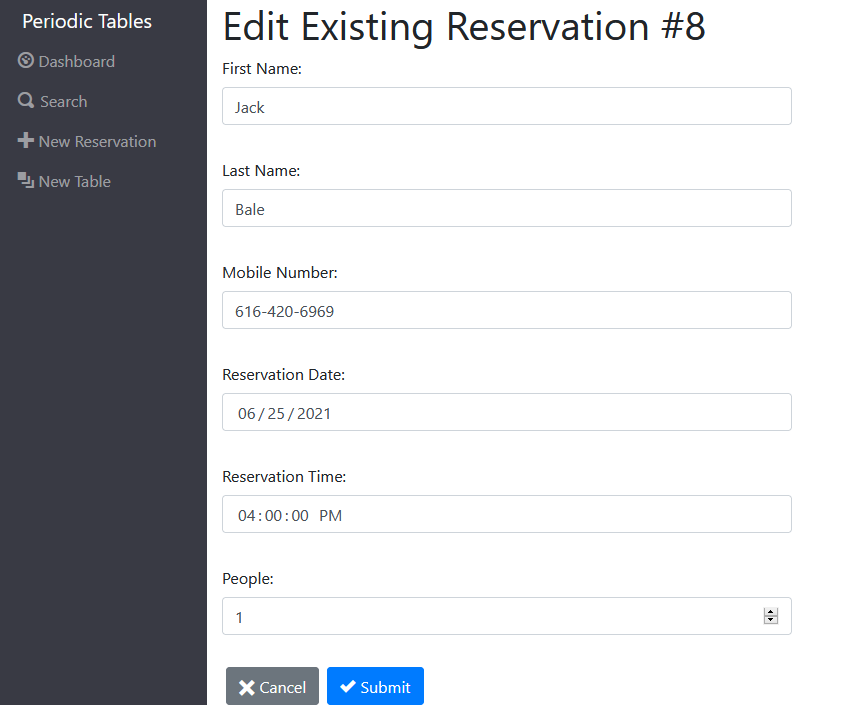 Periodic Tables
Dashboard
Search
New Reservation
New Table
Edit Existing Reservation #8
First Name:
Jack
Last Name:
Bale
Mobile Number:
616-420-6969
Reservation Date:
06/25/2021
Reservation Time:
04:00:00 PM
People:
1
Cancel
Submit